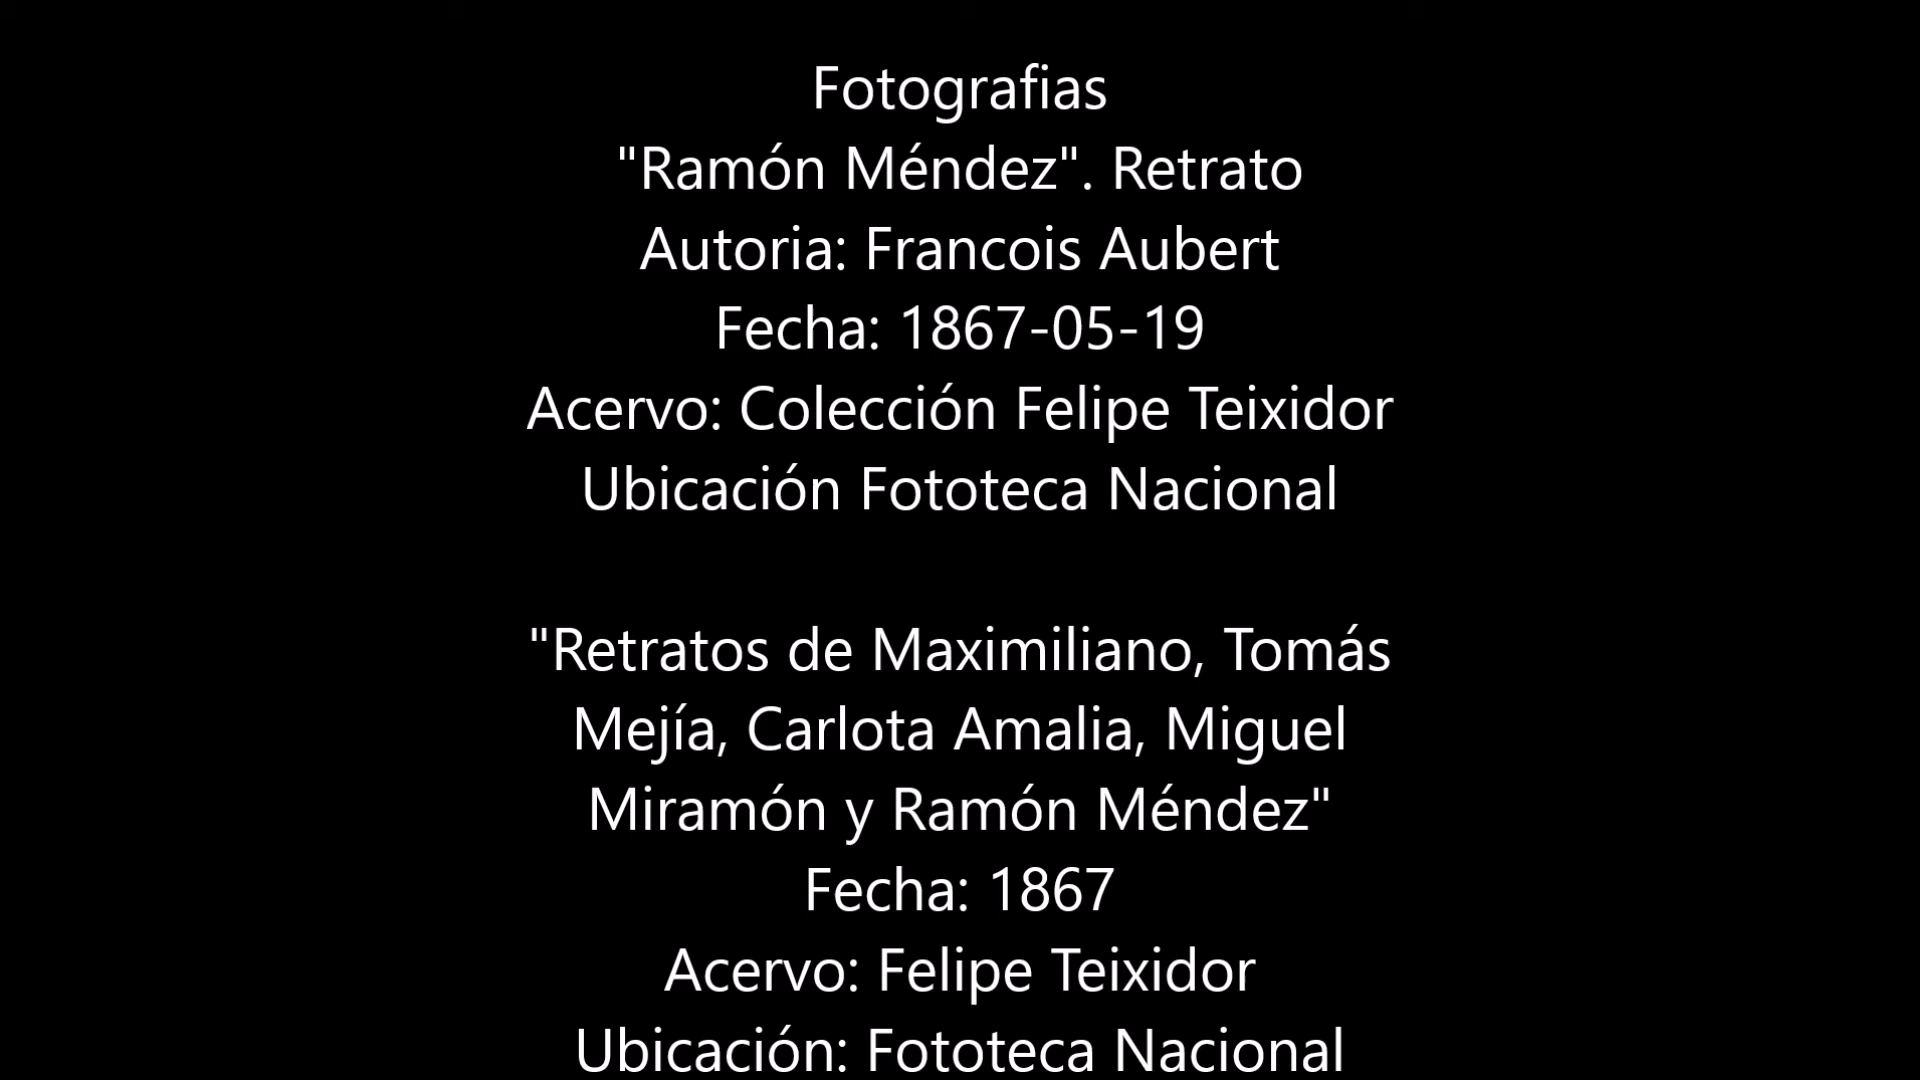 Fotografias
"Ramón Méndez". Retrato
Autoria: Francois Aubert
Fecha: 1867-05-19
Acervo: Colección Felipe Teixidor
Ubicación Fototeca Nacional
"Retratos de Maximiliano, Tomás
Mejía, Carlota Amalia, Miguel
Miramón y Ramón Méndez"
Fecha: 1867
Acervo: Felipe Teixidor
Ubicación: Fototeca Nacional